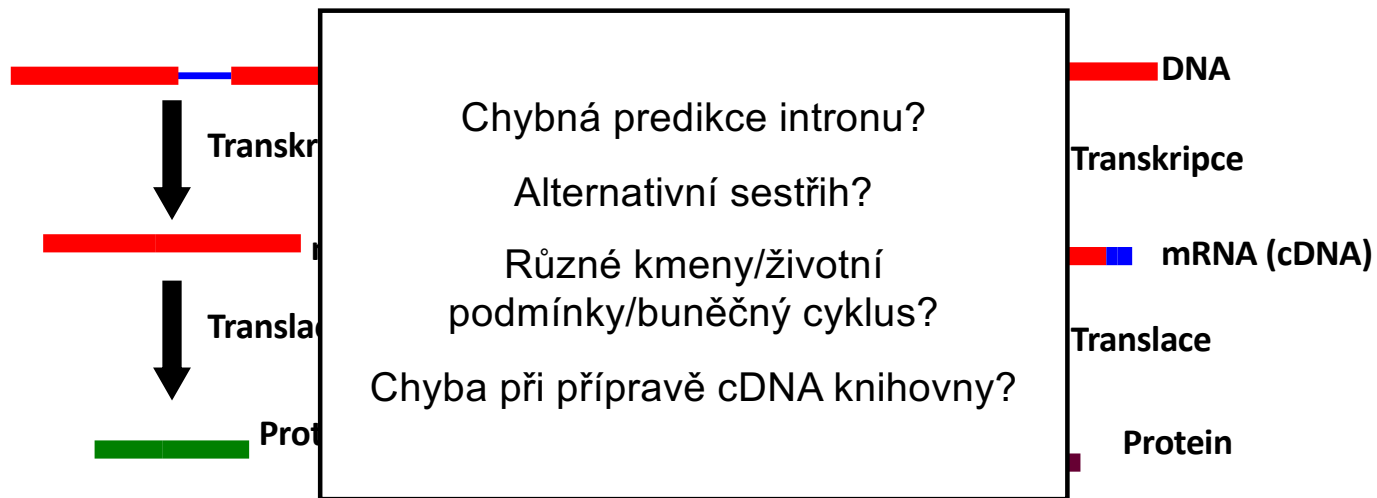 DNA
Chybná predikce intronu?
Transkr
Transkripce
Alternativní sestřih?
mRNA (cDNA)
Různé kmeny/životní
podmínky/buněčný cyklus?
Translac
Translace
Chyba při přípravě cDNA knihovny?
Prot
Protein